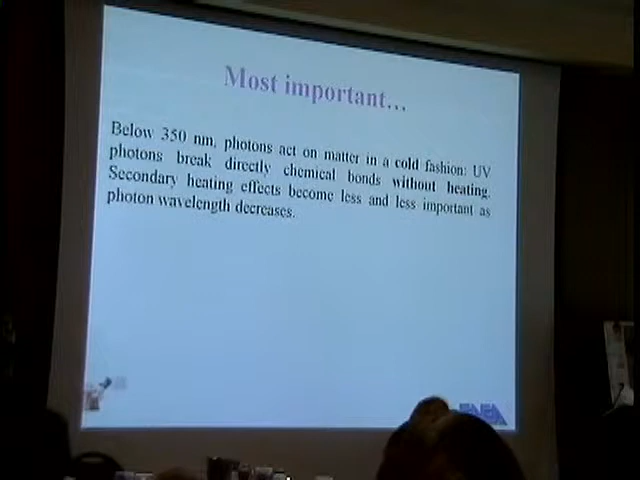 Most important...
Below 350 nm, photons act on matter in a cold fashion: UV
photons break directly chemical bonds without heating.
Secondary heating effects become less and less important as
photon wavelength decreases.
ENEA